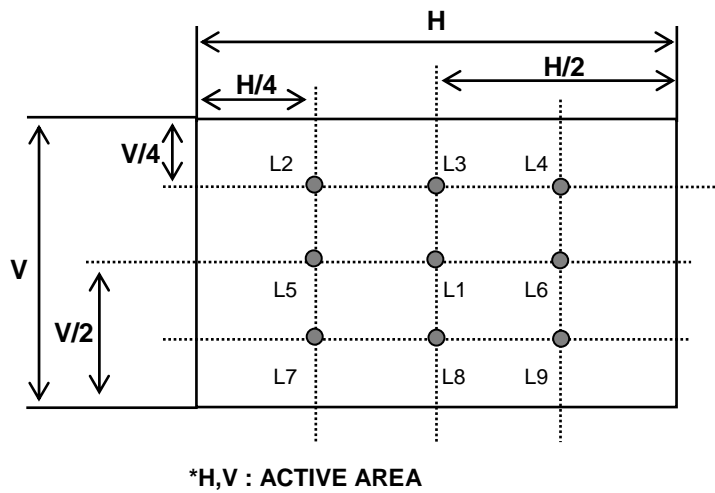 H
H/2
H/4
V/4
L2 L3 L4
V
L5 L1 L6
V/2
L7 L8 L9
*H,V : ACTIVE AREA